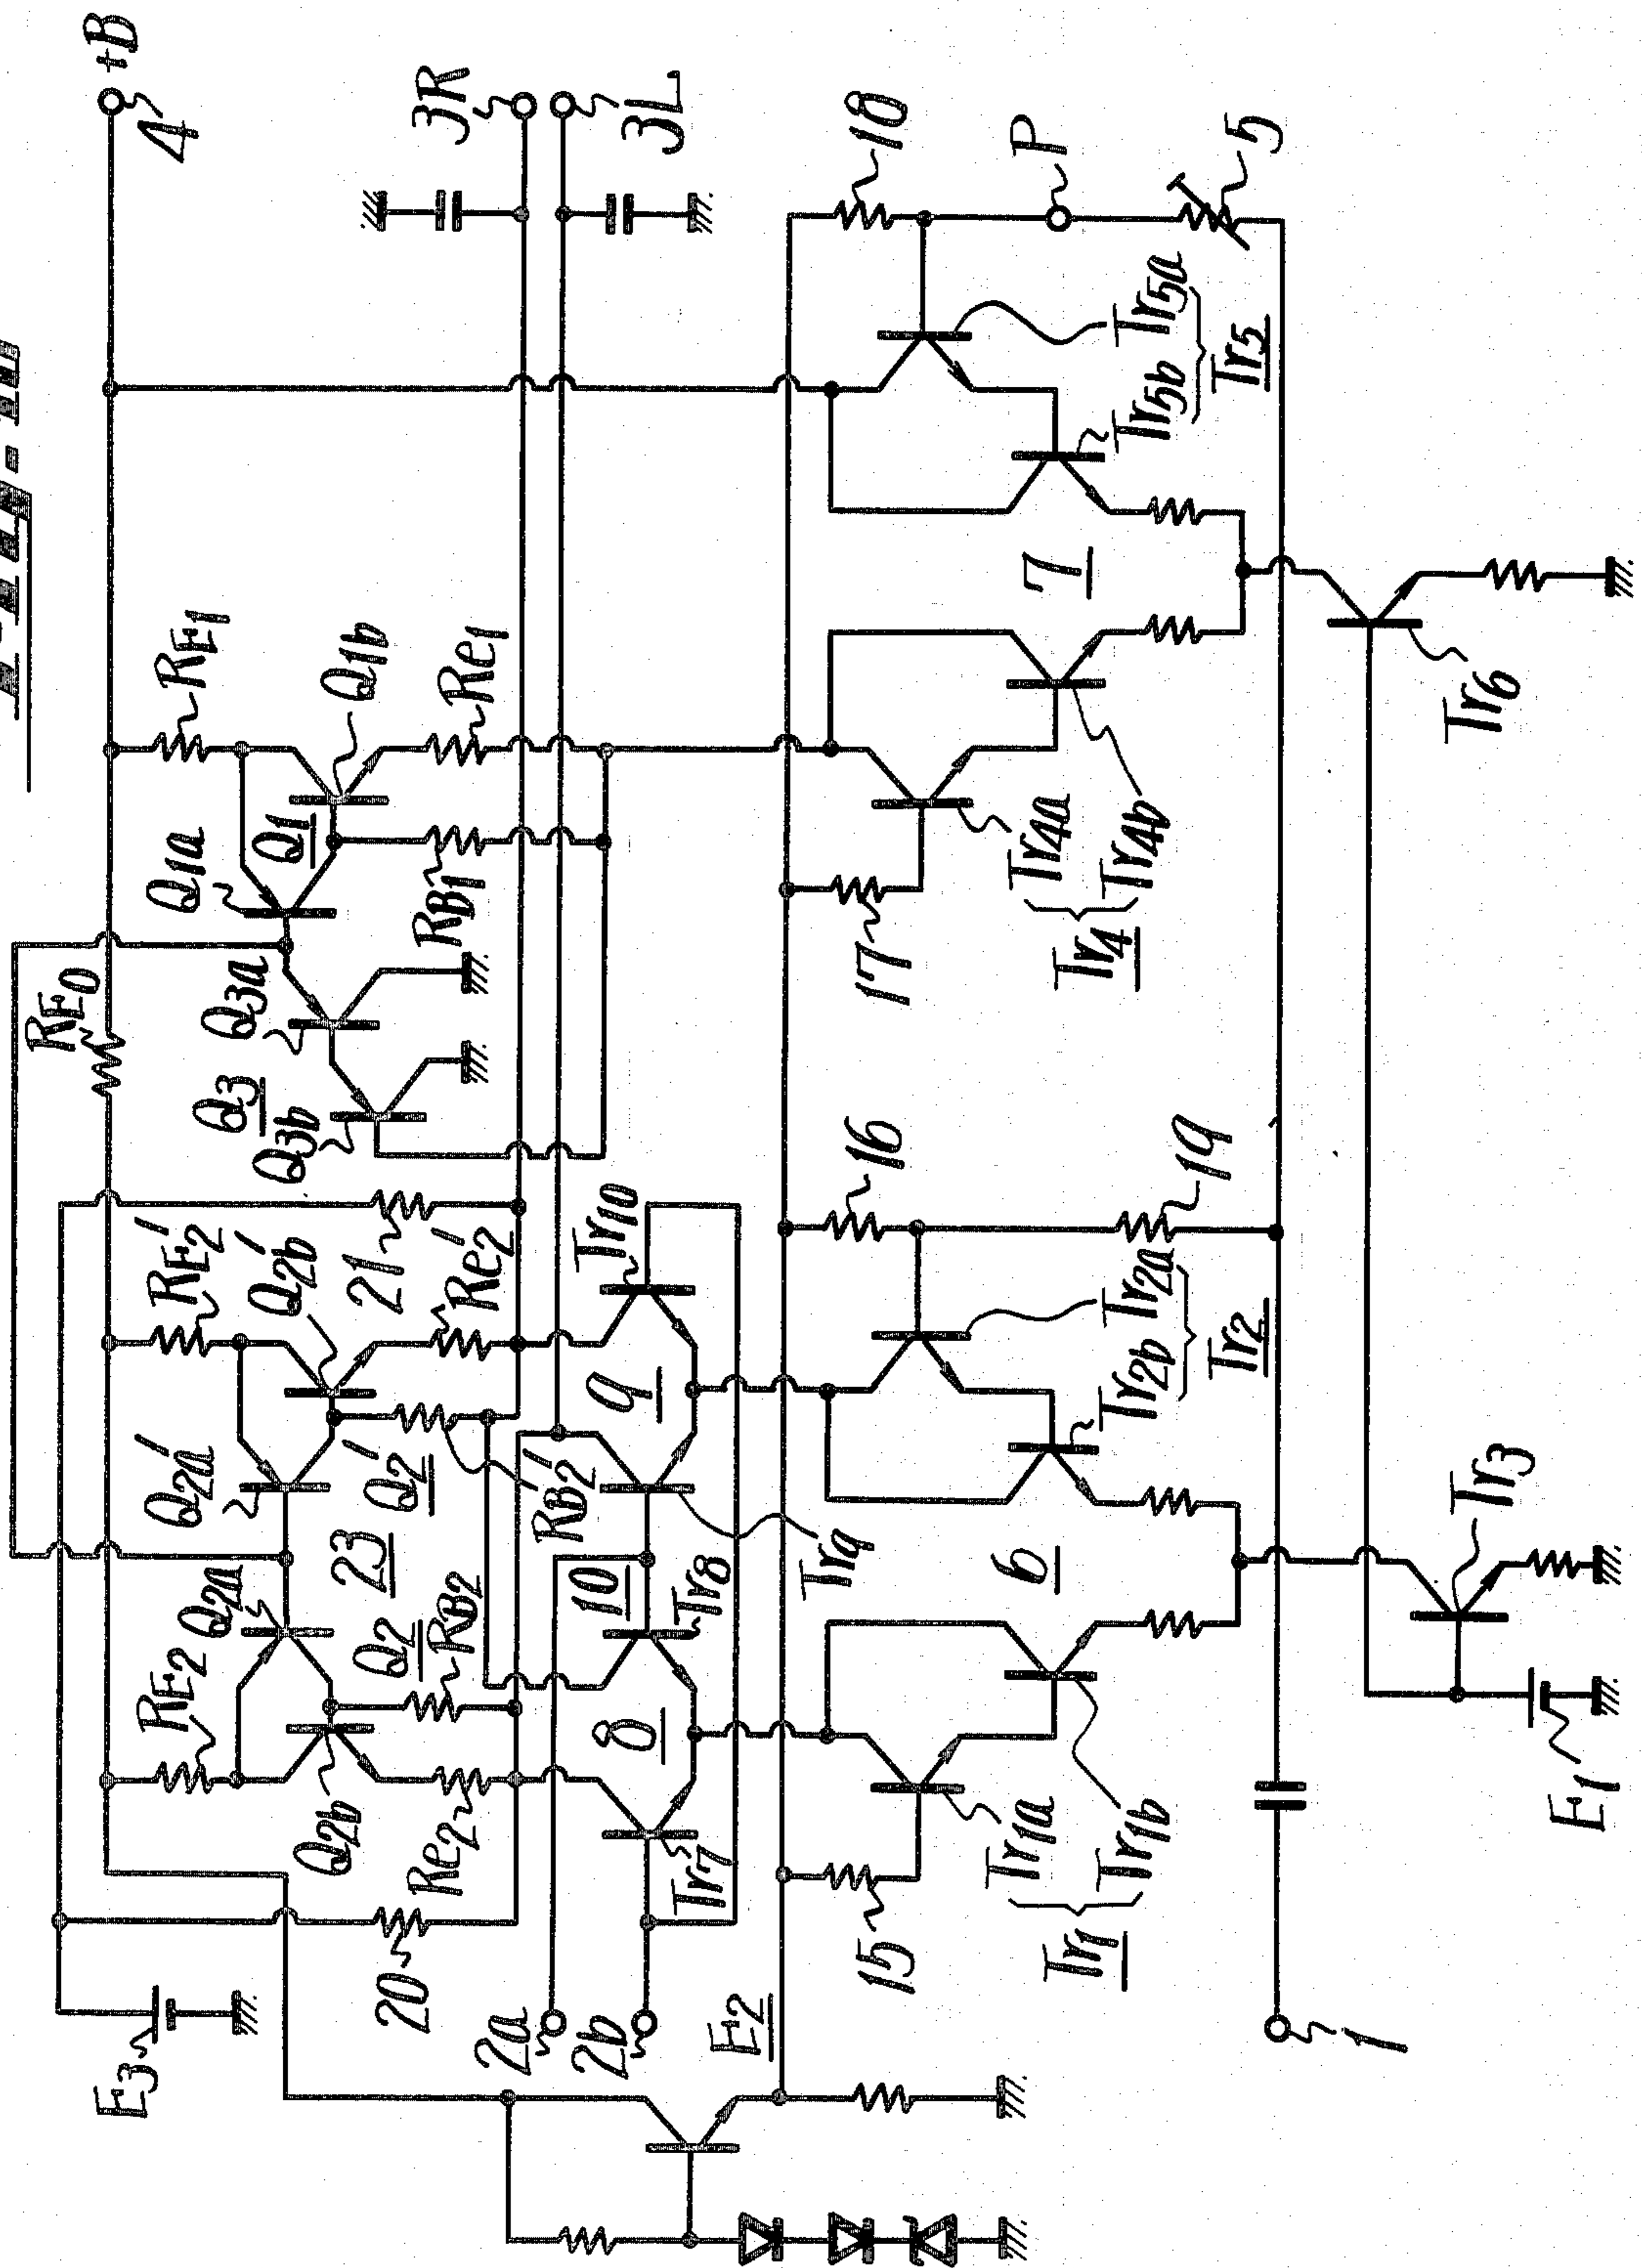 +B
4
3R
3L
18
P
5
Tr5a
Tr5b
Tr5
RE1
Q1b
Re1
Q1a
Q1
RB1
7
Tr6
RE0
Q3a
Q3
Q3b
17
Tr4a
Tr4b
Tr4
RE2'
Q2b'
21
Re2'
Tr10
16
19
Q2a'
Q2'
RB2'
9
Tr2a
Tr2b
Tr2
23
Q2a
Q2
RB2
10
Tr8
Tr9
6
Tr3
RE2
Q2b
Re2
8
Tr7
Tr1a
Tr1b
Tr1
15
E1
E3
20
2a
2b
E2
1